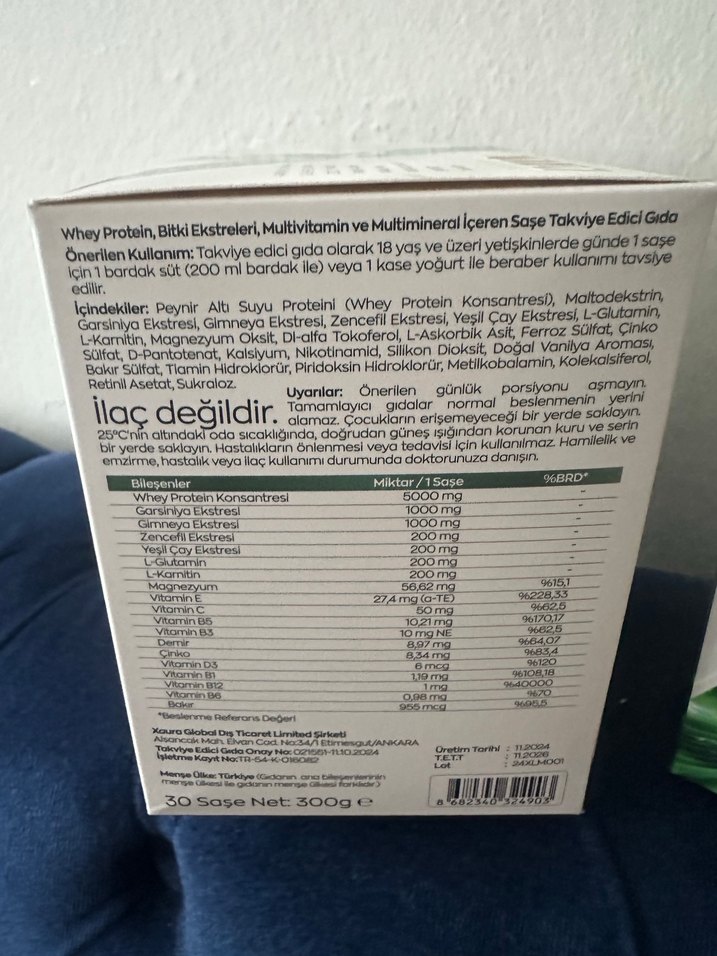 Whey Protein, Bitki Ekstreleri, Multivitamin ve Multimineral İçeren Saşe Takviye Edici Gıda
Önerilen Kullanım: Takviye edici gıda olarak 18 yaş ve üzeri yetişkinlerde günde 1 saşe
için 1 bardak süt (200 ml bardak ile) veya 1 kase yoğurt ile beraber kullanımı tavsiye
edilir.
İçindekiler: Peynir Altı Suyu Proteini (Whey Protein Konsantresi), Maltodekstrin,
Garsiniya Ekstresi, Gimneya Ekstresi, Zencefil Ekstresi, Yeşil Çay Ekstresi, L-Glutamin,
L-Karnitin, Magnezyum Oksit, Dl-alfa Tokoferol, L-Askorbik Asit, Ferroz Sülfat, Çinko
Sülfat, D-Pantotenat, Kalsiyum, Nikotinamid, Silikon Dioksit, Doğal Vanilya Aroması,
Bakır Sülfat, Tiamin Hidroklorür, Piridoksin Hidroklorür, Metilkobalamin, Kolekalsiferol,
Retinil Asetat, Sukraloz.
İlaç değildir.
Uyarılar: Önerilen günlük porsiyonu aşmayın.
Tamamlayıcı gıdalar normal beslenmenin yerini
alamaz. Çocukların erişemeyeceği bir yerde saklayın.
25°C'nin altındaki oda sıcaklığında, doğrudan güneş ışığından korunan kuru ve serin
bir yerde saklayın. Hastalıkların önlenmesi veya tedavisi için kullanılmaz. Hamilelik ve
emzirme, hastalık veya ilaç kullanımı durumunda doktorunuza danışın.
Bileşenler Miktar / 1 Saşe %BRD*
Whey Protein Konsantresi 5000 mg -
Garsiniya Ekstresi 1000 mg -
Gimneya Ekstresi 1000 mg -
Zencefil Ekstresi 200 mg -
Yeşil Çay Ekstresi 200 mg -
L-Glutamin 200 mg -
L-Karnitin 200 mg -
Magnezyum 56,62 mg %15,1
Vitamin E 27,4 mg (α-TE) %228,33
Vitamin C 50 mg %62,5
Vitamin B5 10,21 mg %170,17
Vitamin B3 10 mg NE %62,5
Demir 8,97 mg %64,07
Çinko 8,34 mg %83,4
Vitamin D3 6 mcg %120
Vitamin B1 1,19 mg %108,18
Vitamin B12 1 mg %40000
Vitamin B6 0,98 mg %70
Bakır 955 mcg %95,5
*Beslenme Referans Değeri
Xaura Global Dış Ticaret Limited Şirketi
Alsancak Mah. Elvan Cad. No:34/1 Etimesgut/ANKARA
Takviye Edici Gıda Onay No: 021551-11.10.2024
İşletme Kayıt No:TR-54-K-016082
Menşe Ülke: Türkiye (Gıdanın ana bileşenlerinin
menşe ülkesi ile gıdanın menşe ülkesi farklıdır.)
30 Saşe Net: 300g e
Üretim Tarihi : 11.2024
T.E.T.T : 11.2026
Lot : 24XLM001
8 682340 324903